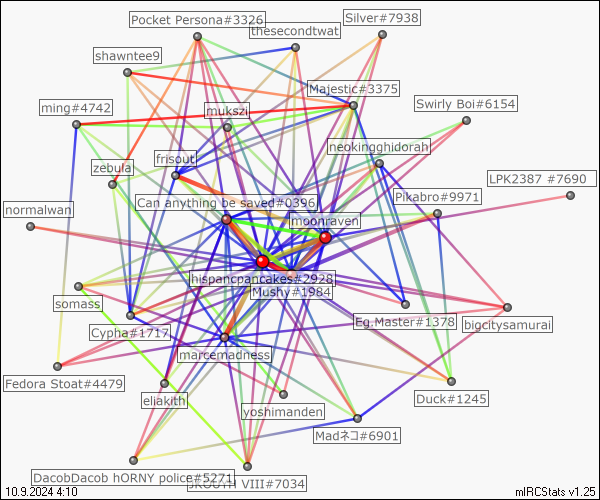 Pocket Persona#3326
Silver#7938
thesecondtwat
shawntee9
Majestic#3375
ming#4742
mukszi
Swirly Boi#6154
neokingghidorah
frisout
zebula
LPK2387 #7690
Pikabro#9971
Can anything be saved#0396
normalwan
moonraven
hispancpancakes#2928
Mushy#1984
somass
Cypha#1717
Eg.Master#1378
bigcitysamurai
marcemadness
Fedora Stoat#4479
eliakith
Duck#1245
yoshimanden
Madネコ#6901
DacobDacob hORNY police#5271
VIII#7034
10.9.2024 4:10
mIRCStats v1.25